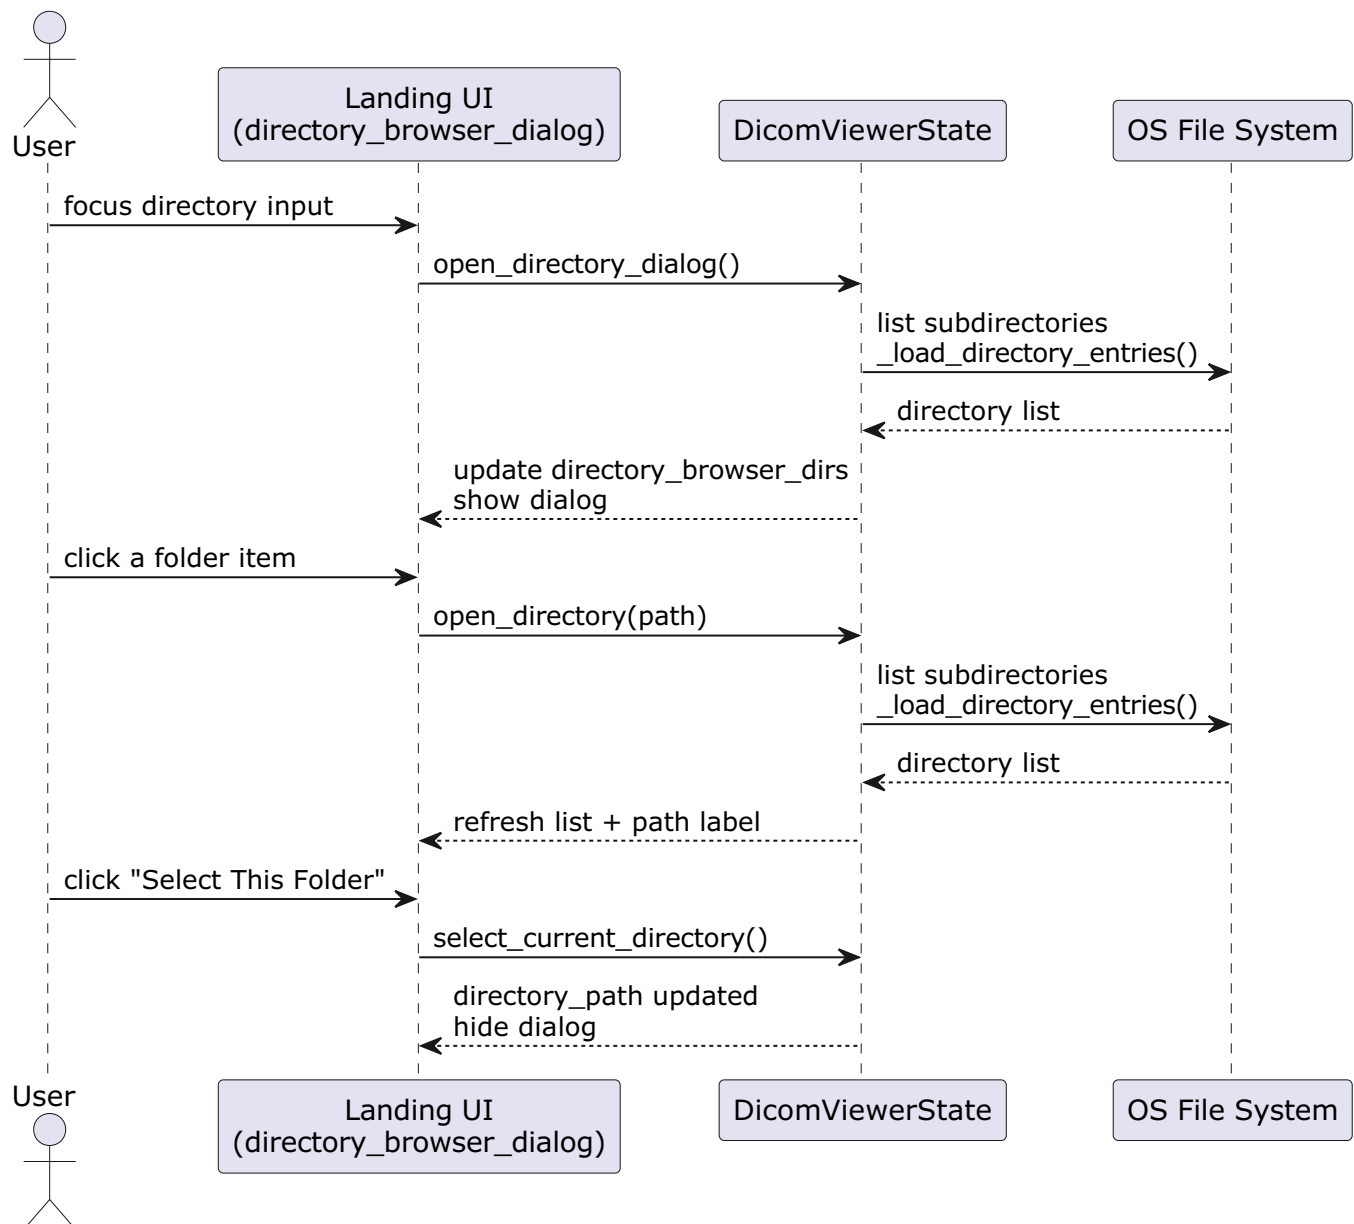 User
Landing UI
(directory_browser_dialog)
DicomViewerState
OS File System
focus directory input
open_directory_dialog()
list subdirectories
_load_directory_entries()
directory list
update directory_browser_dirs
show dialog
click a folder item
open_directory(path)
list subdirectories
_load_directory_entries()
directory list
refresh list + path label
click "Select This Folder"
select_current_directory()
directory_path updated
hide dialog
User
Landing UI
(directory_browser_dialog)
DicomViewerState
OS File System